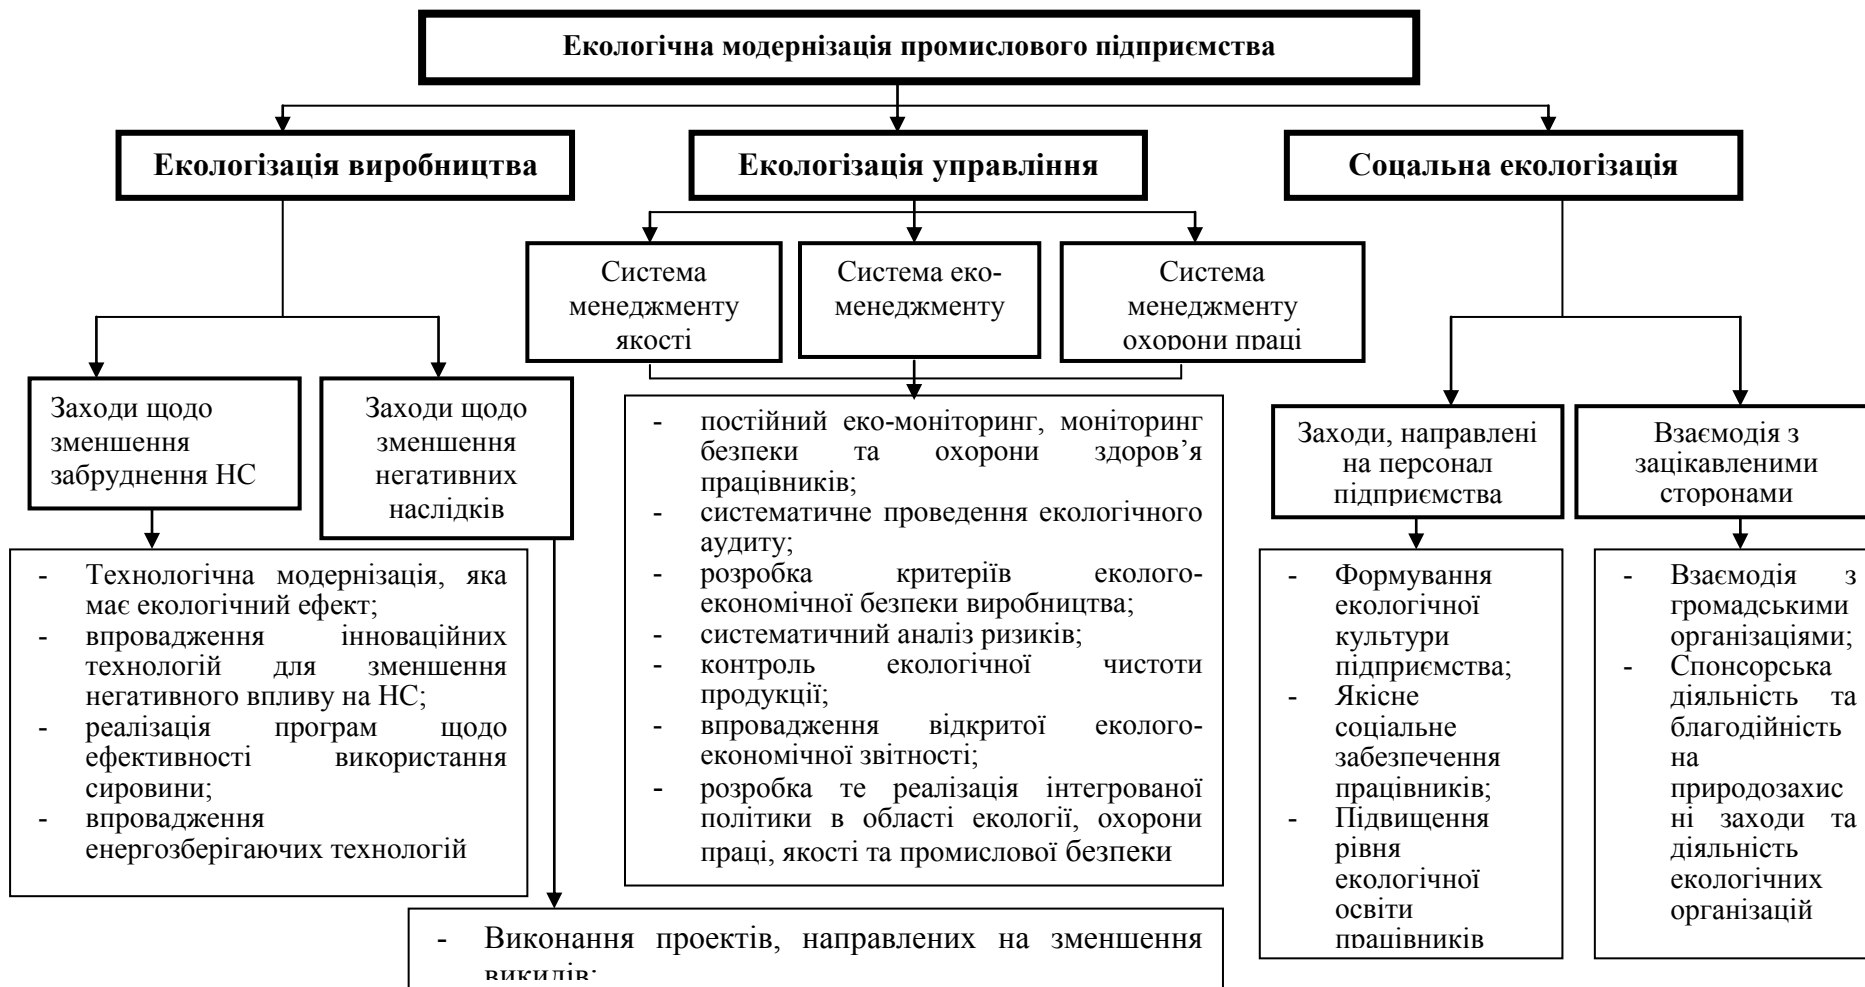 Екологічна модернізація промислового підприємства
Екологізація виробництва
Екологізація управління
Соцальна екологізація
Система
менеджменту
якості
Система еко-
менеджменту
Система
менеджменту
охорони праці
Заходи щодо
зменшення
забруднення НС
Заходи щодо
зменшення
негативних
наслідків
Заходи, направлені
на персонал
підприємства
Взаємодія з
зацікавленими
сторонами
- Технологічна модернізація, яка
має екологічний ефект;
- впровадження інноваційних
технологій для зменшення
негативного впливу на НС;
- реалізація програм щодо
ефективності використання
сировини;
- впровадження
енергозберігаючих технологій
- постійний еко-моніторинг, моніторинг
безпеки та охорони здоров’я
працівників;
- систематичне проведення екологічного
аудиту;
- розробка критеріїв еколого-
економічної безпеки виробництва;
- систематичний аналіз ризиків;
- контроль екологічної чистоти
продукції;
- впровадження відкритої еколого-
економічної звітності;
- розробка те реалізація інтегрованої
політики в області екології, охорони
праці, якості та промислової безпеки
- Формування
екологічної
культури
підприємства;
- Якісне
соціальне
забезпечення
працівників;
- Підвищення
рівня
екологічної
освіти
працівників
- Взаємодія з
громадськими
організаціями;
- Спонсорська
діяльність та
благодійність
на
природозахис
ні заходи та
діяльність
екологічних
організацій
- Виконання проектів, направлених на зменшення
викидів;